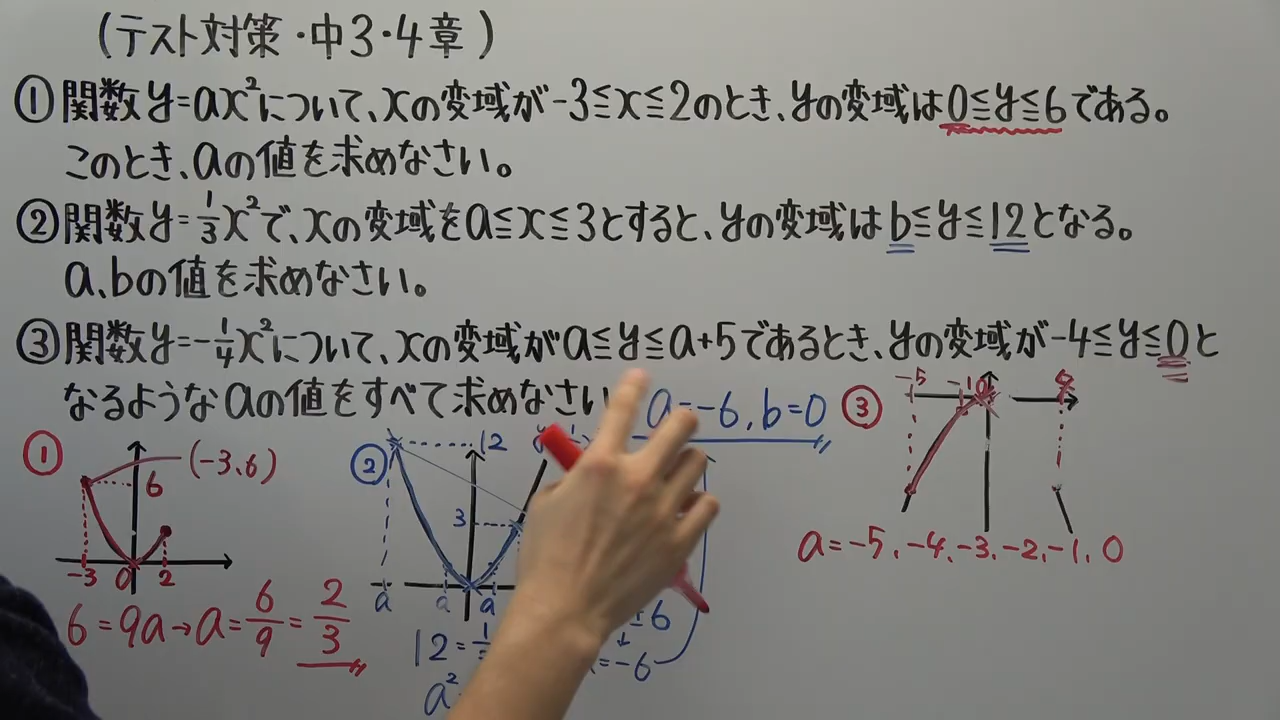 (テスト対策・中3・4章)
①関数y=ax²について、xの変域が-3≦x≦2のとき、yの変域は0≦y≦6である。
このとき、aの値を求めなさい。
②関数y=1/3x²で、xの変域をa≦x≦3とすると、yの変域はb≦y≦12となる。
a、bの値を求めなさい。
③関数y=-1/4x²について、xの変域がa≦y≦a+5であるとき、yの変域が-4≦y≦0と
なるようなaの値をすべて求めなさい
①
(-3、6)
6
-3 0 2
6=9a→a=6/9=2/3
②
12
3
a a a
12=
a²
±6
↓
=-6
a=-6、b=0
③
-5 -1 0
a=-5、-4、-3、-2、-1、0